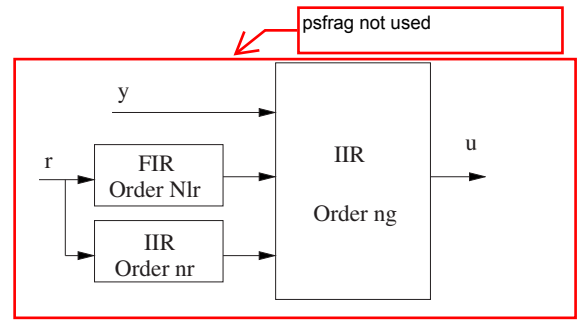 psfrag not used
y
r
FIR
Order Nlr
IIR
Order nr
IIR
Order ng
u